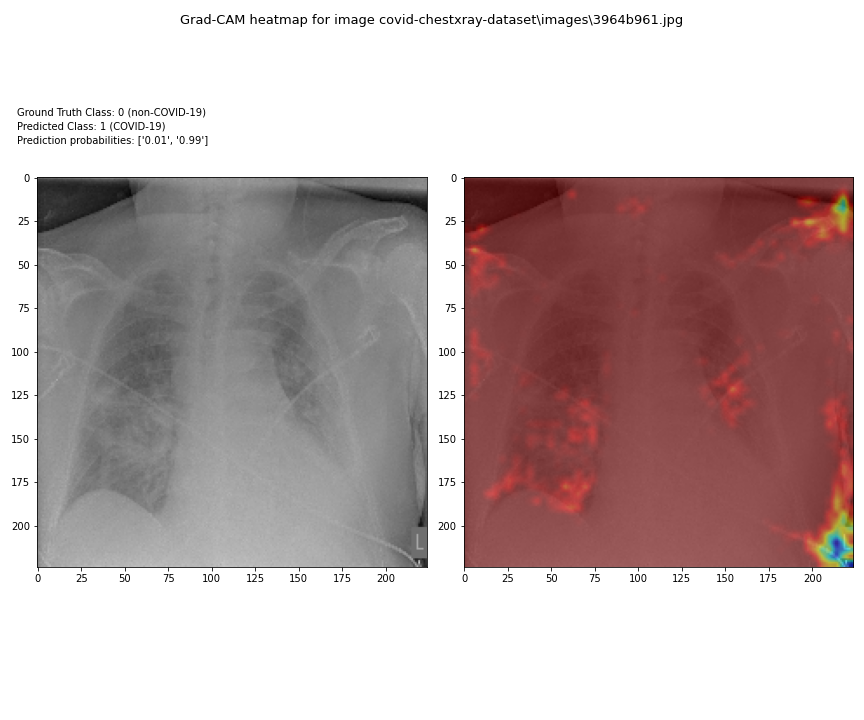 Grad-CAM heatmap for image covid-chestxray-dataset\images\3964b961.jpg
Ground Truth Class: 0 (non-COVID-19)
Predicted Class: 1 (COVID-19)
Prediction probabilities: ['0.01', '0.99']
0
25
50
75
100
125
150
175
200
L
0 25 50 75 100 125 150 175 200
0
25
50
75
100
125
150
175
200
0 25 50 75 100 125 150 175 200